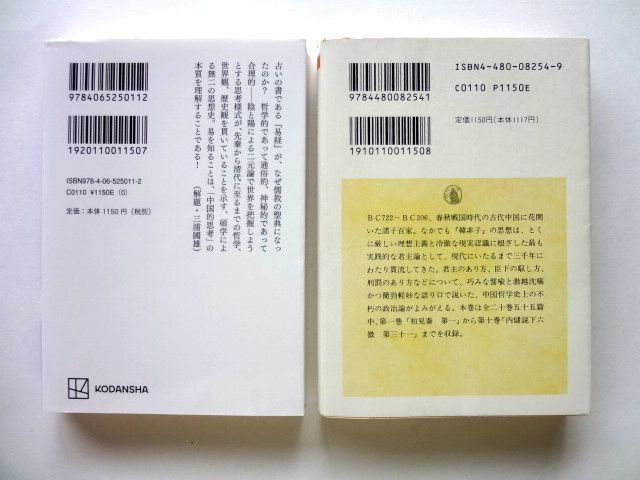 9784065250112
1920110011507
ISBN978-4-06-525011-2
C0110 ¥1150E (0)
定価：本体1150円(税別)
占いの書である『易経』が、なぜ儒教の聖典になっ
たのか？ 哲学的であって通俗的、神秘的であって
合理的――陰と陽による二元論で世界を把握しよう
とする思考様式が、先秦から清代に至るまでの哲学、
世界観、歴史観を貫いていることを示す、碩学によ
る無二の思想史。易を知ることは、「中国的思考」の
本質を理解することである！
（解題・三浦國雄）
KODANSHA
ISBN4-480-08254-9
C0110 P1150E
定価1150円(本体1117円)
9784480082541
1910110011508
BC722～BC206、春秋戦国時代の古代中国に花開
いた諸子百家。なかでも『韓非子』の思想は、とく
に厳しい理想主義と冷徹な現実認識に根ざした最も
実践的な君主論として、現代にいたるまで三千年に
わたり貫流してきた。君主のあり方、臣下の馭し方、
刑罰のあり方などについて、巧みな譬喩と激越沈痛
かつ簡勁軽妙な語り口で説いた、中国哲学史上の不
朽の政治論がよみがえる。本巻は全二十巻五十五篇
中、第一巻「初見秦 第一」から第十巻「内儲説下六
微 第三十一」までを収録。